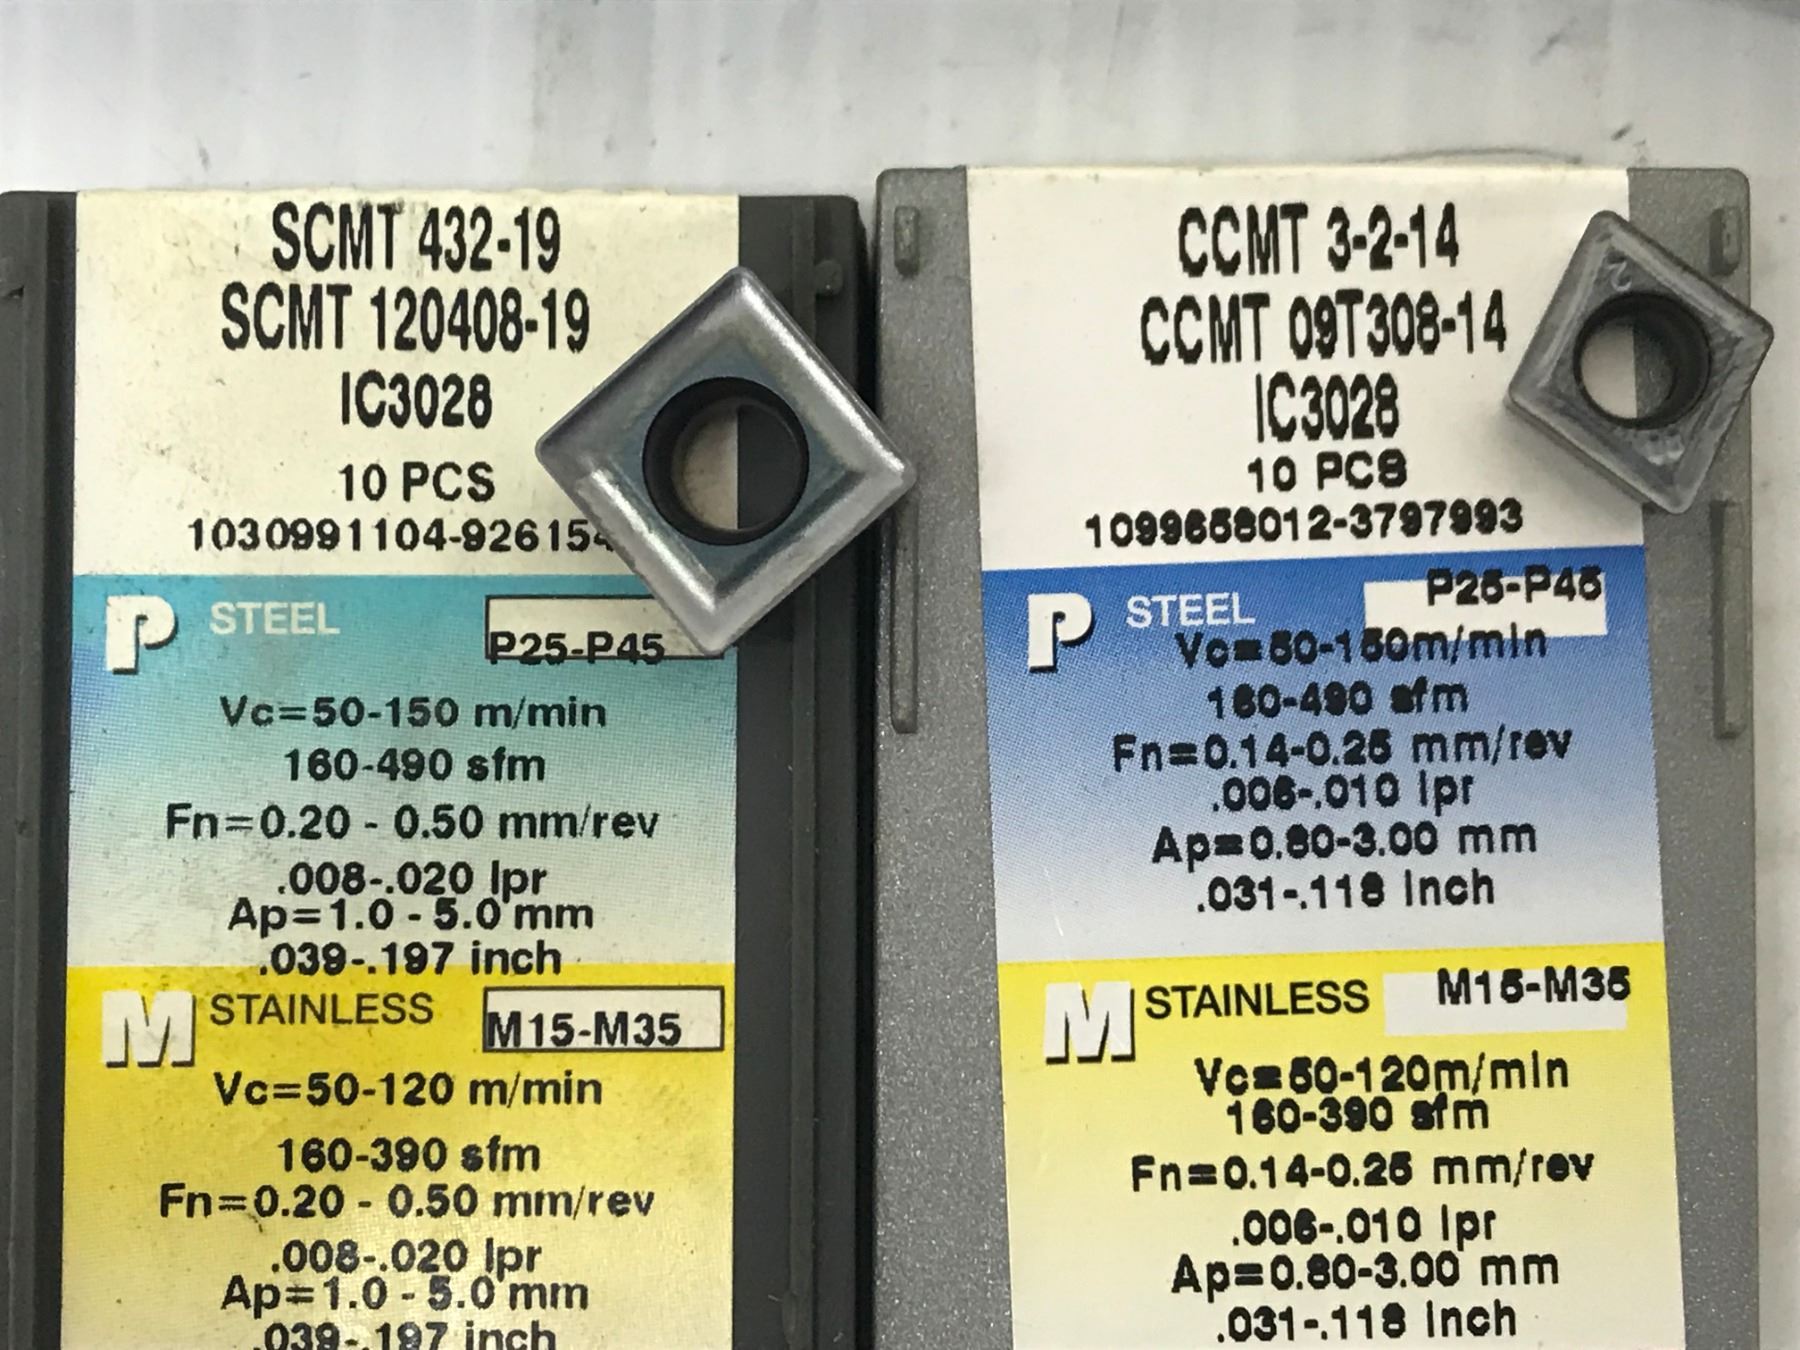 SCMT 432-19
SCMT 120408-19
IC3028
10 PCS
1030991104-926154
P STEEL P25-P45
Vc=50-150 m/min
160-490 sfm
Fn=0.20 - 0.50 mm/rev
.008-.020 Ipr
Ap=1.0 - 5.0 mm
.039-.197 inch
M STAINLESS M15-M35
Vc=50-120 m/min
160-390 sfm
Fn=0.20 - 0.50 mm/rev
.008-.020 Ipr
Ap=1.0 - 5.0 mm
.039-.197 inch
CCMT 3-2-14
CCMT 09T308-14
IC3028
10 PCS
1099658012-3797993
P STEEL P25-P45
Vc=50-150m/min
160-490 sfm
Fn=0.14-0.25 mm/rev
.006-.010 Ipr
Ap=0.80-3.00 mm
.031-.118 Inch
M STAINLESS M15-M35
Vc=50-120m/min
160-390 sfm
Fn=0.14-0.25 mm/rev
.006-.010 Ipr
Ap=0.80-3.00 mm
.031-.118 Inch